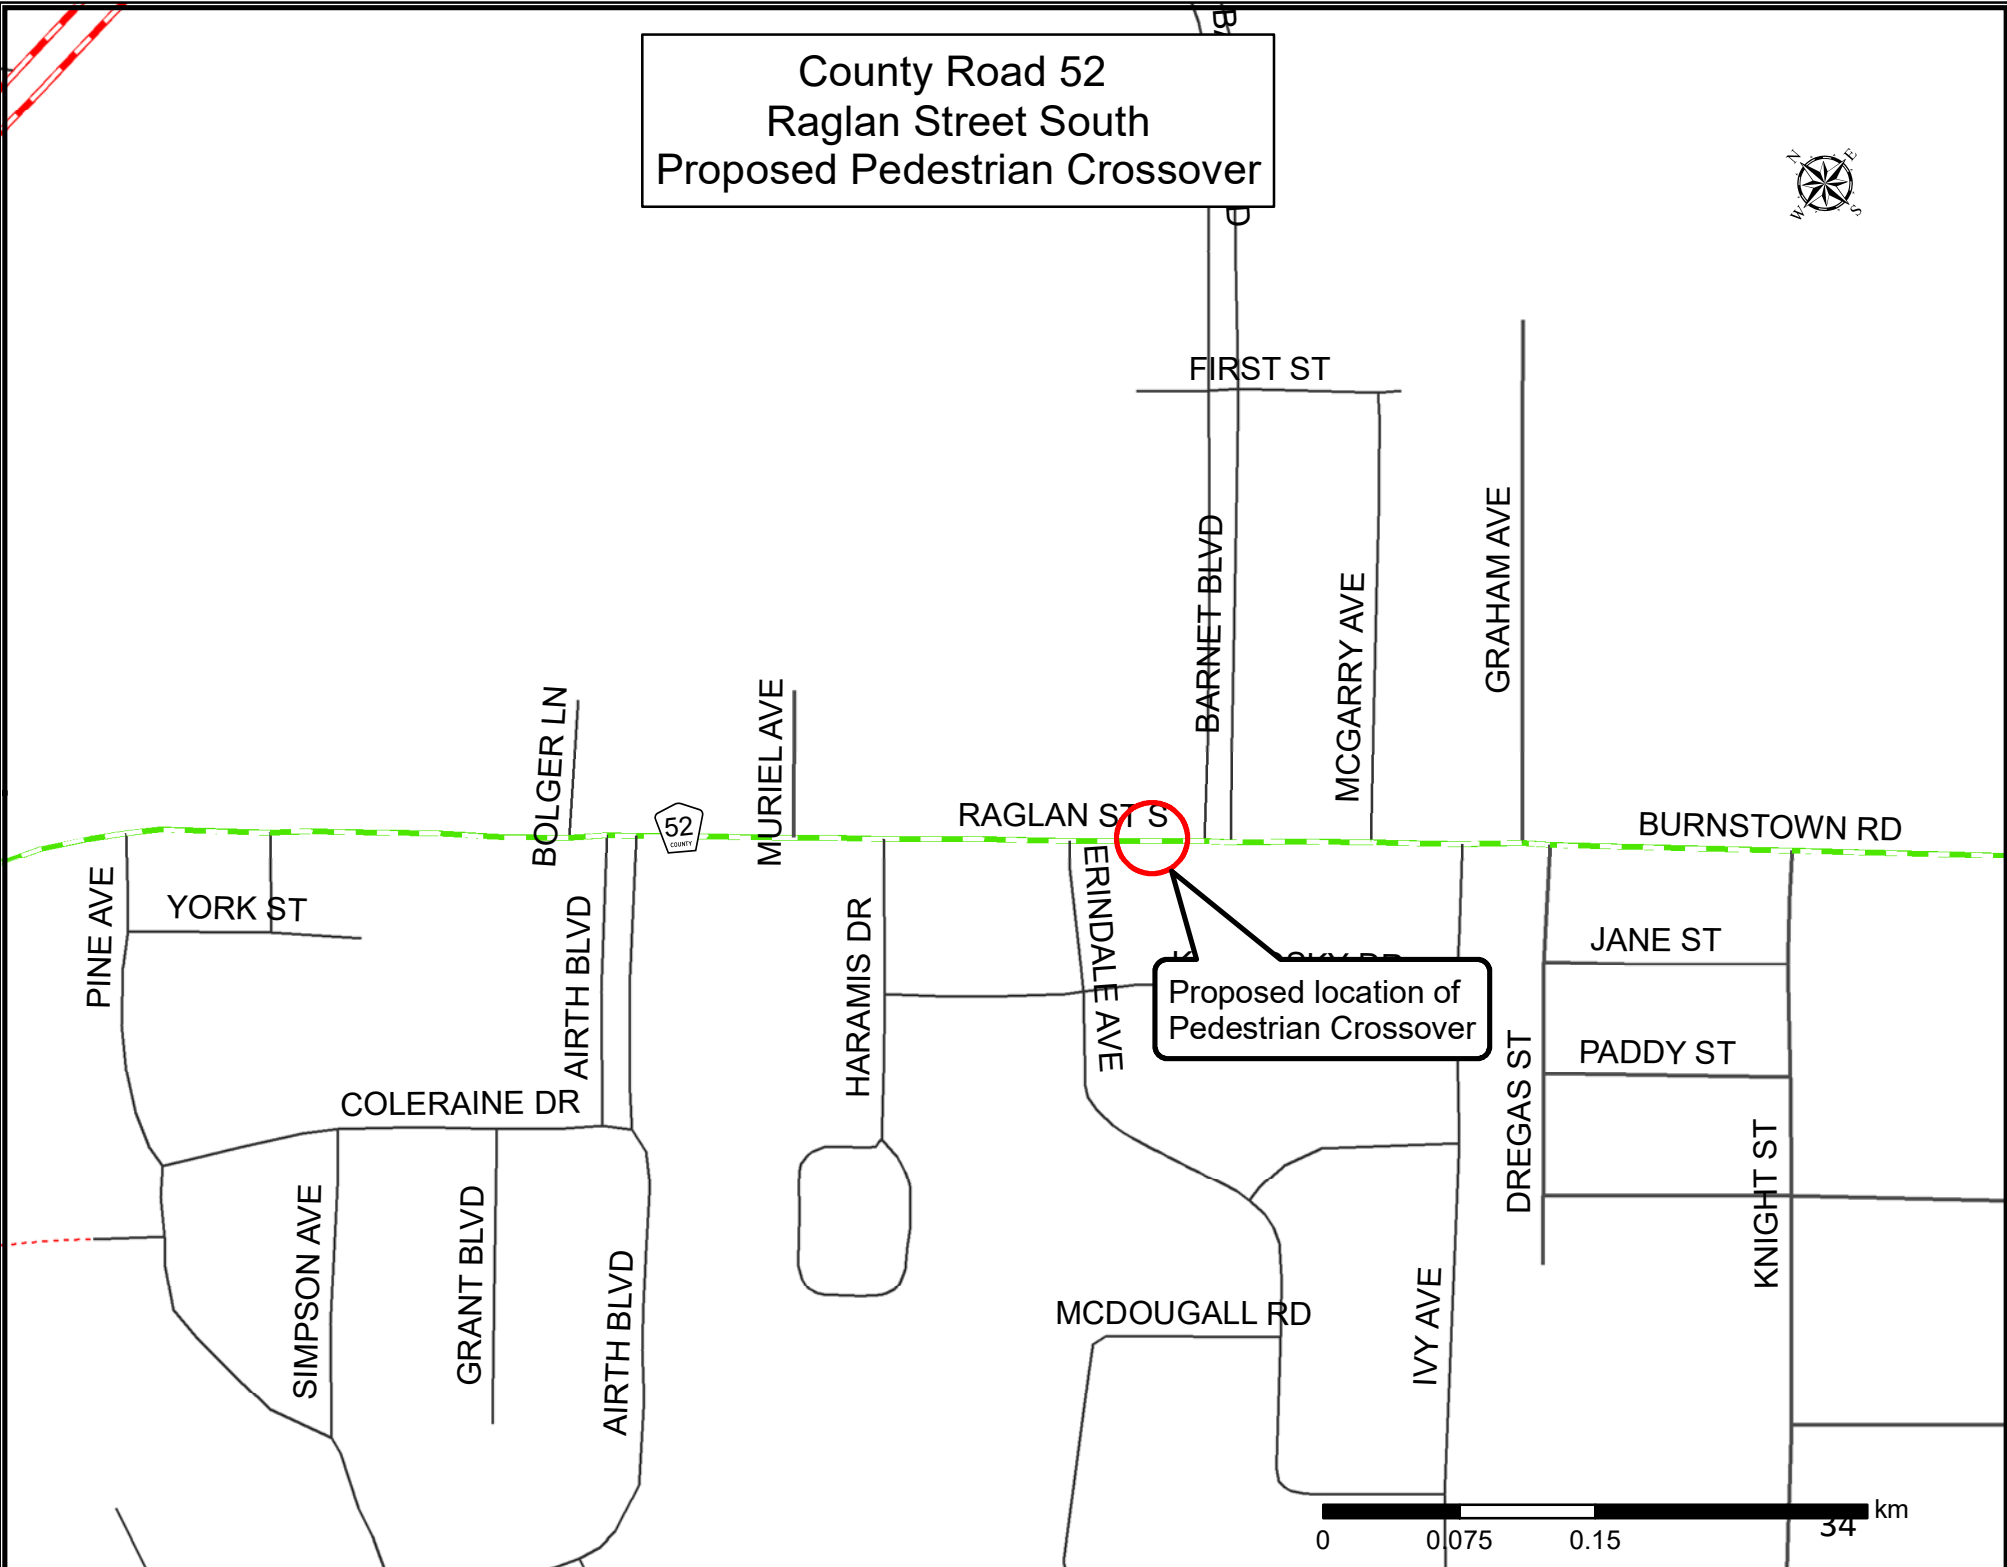 County Road 52
Raglan Street South
Proposed Pedestrian Crossover
N
E
W
S
FIRST ST
BARNET BLVD
MCGARRY AVE
GRAHAM AVE
BOLGER LN
MURIEL AVE
RAGLAN ST S
BURNSTOWN RD
52
COUNTY
PINE AVE
YORK ST
AIRTH BLVD
HARAMIS DR
ERINDALE AVE
JANE ST
Proposed location of
Pedestrian Crossover
PADDY ST
DREGAS ST
COLERAINE DR
KNIGHT ST
SIMPSON AVE
GRANT BLVD
AIRTH BLVD
MCDOUGALL RD
IVY AVE
km
0
0.075
0.15
34